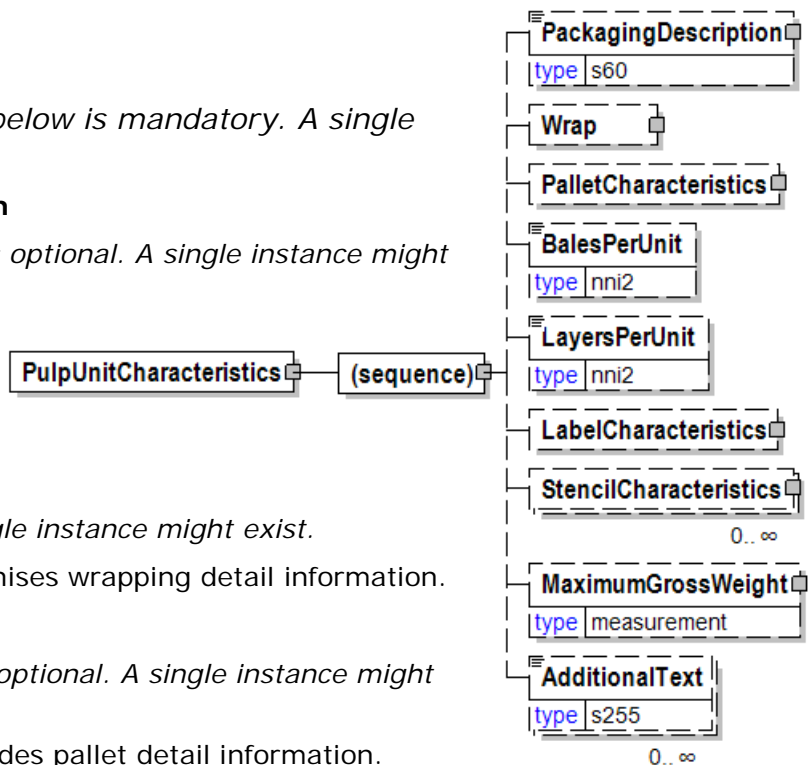 below is mandatory. A single
n
optional. A single instance might
gle instance might exist.
nises wrapping detail information.
optional. A single instance might
des pallet detail information.
PulpUnitCharacteristics
(sequence)
PackagingDescription
type s60
Wrap
PalletCharacteristics
BalesPerUnit
type nni2
LayersPerUnit
type nni2
LabelCharacteristics
StencilCharacteristics
0.. ∞
MaximumGrossWeight
type measurement
AdditionalText
type s255
0.. ∞